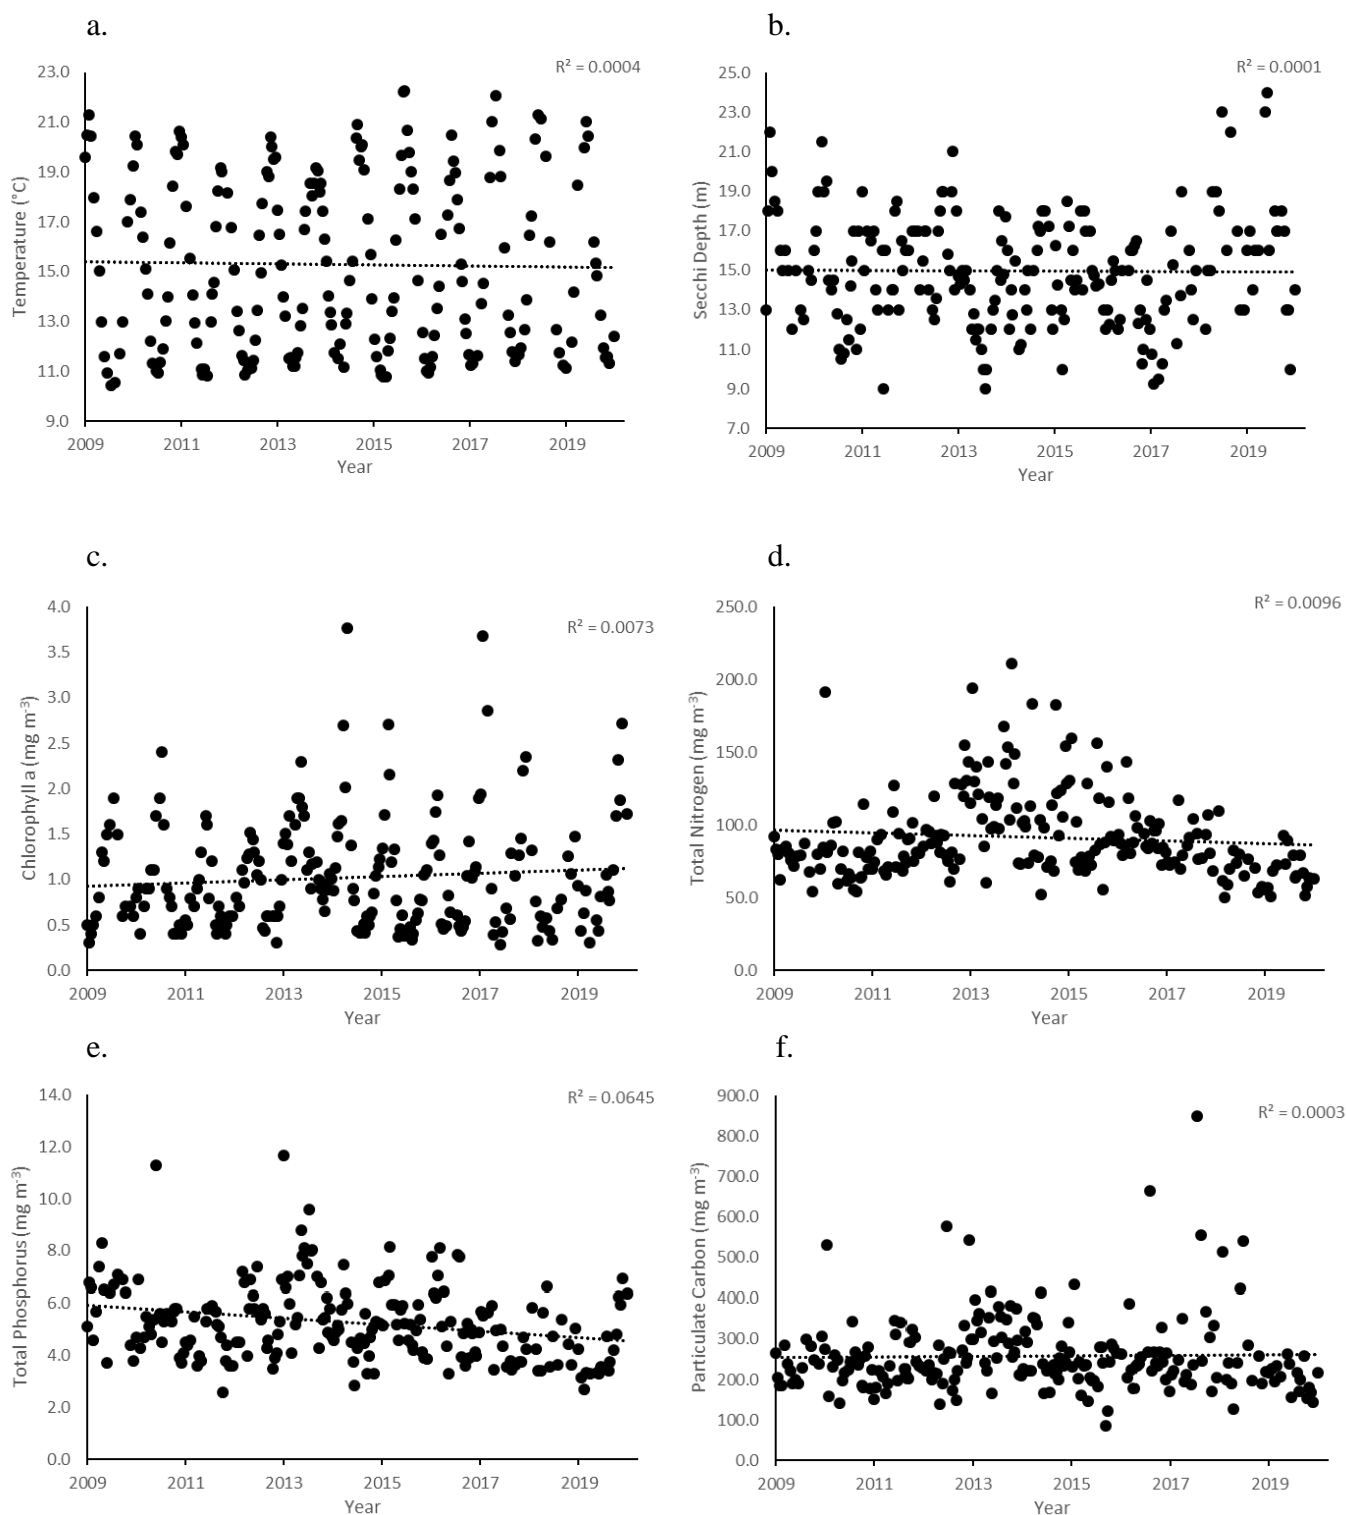 a.
R² = 0.0004
23.0
21.0
19.0
17.0
15.0
13.0
11.0
9.0
Temperature (°C)
2009 2011 2013 2015 2017 2019
Year
b.
R² = 0.0001
25.0
23.0
21.0
19.0
17.0
15.0
13.0
11.0
9.0
7.0
Secchi Depth (m)
2009 2011 2013 2015 2017 2019
Year
c.
R² = 0.0073
4.0
3.5
3.0
2.5
2.0
1.5
1.0
0.5
0.0
Chlorophyll a (mg m⁻³)
2009 2011 2013 2015 2017 2019
Year
d.
R² = 0.0096
250.0
200.0
150.0
100.0
50.0
0.0
Total Nitrogen (mg m⁻³)
2009 2011 2013 2015 2017 2019
Year
e.
R² = 0.0645
14.0
12.0
10.0
8.0
6.0
4.0
2.0
0.0
Total Phosphorus (mg m⁻³)
2009 2011 2013 2015 2017 2019
Year
f.
R² = 0.0003
900.0
800.0
700.0
600.0
500.0
400.0
300.0
200.0
100.0
0.0
Particulate Carbon (mg m⁻³)
2009 2011 2013 2015 2017 2019
Year